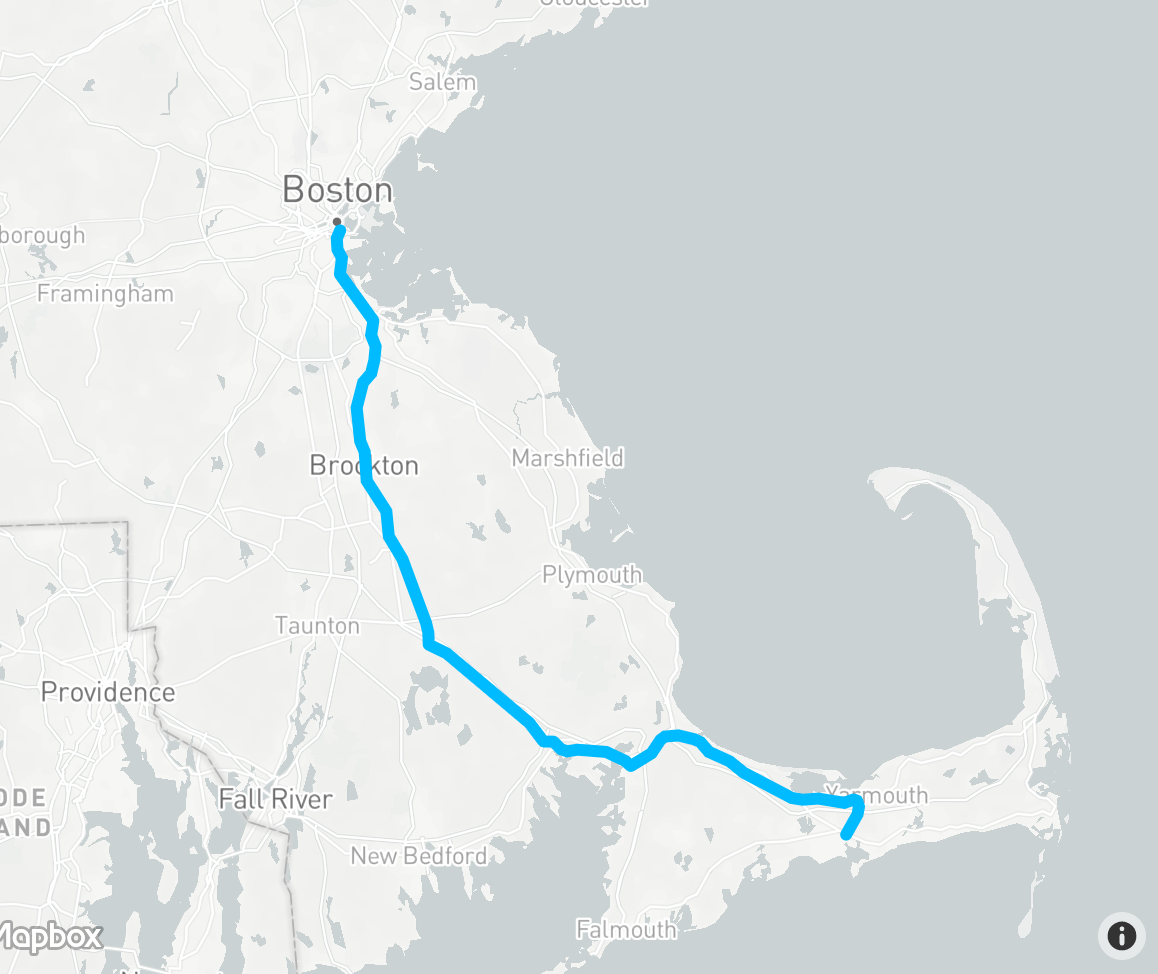 Gloucester
Salem
Boston
borough
Framingham
Brockton
Marshfield
Plymouth
Taunton
Providence
ODE
AND
Fall River
Yarmouth
New Bedford
Falmouth
Mapbox
i